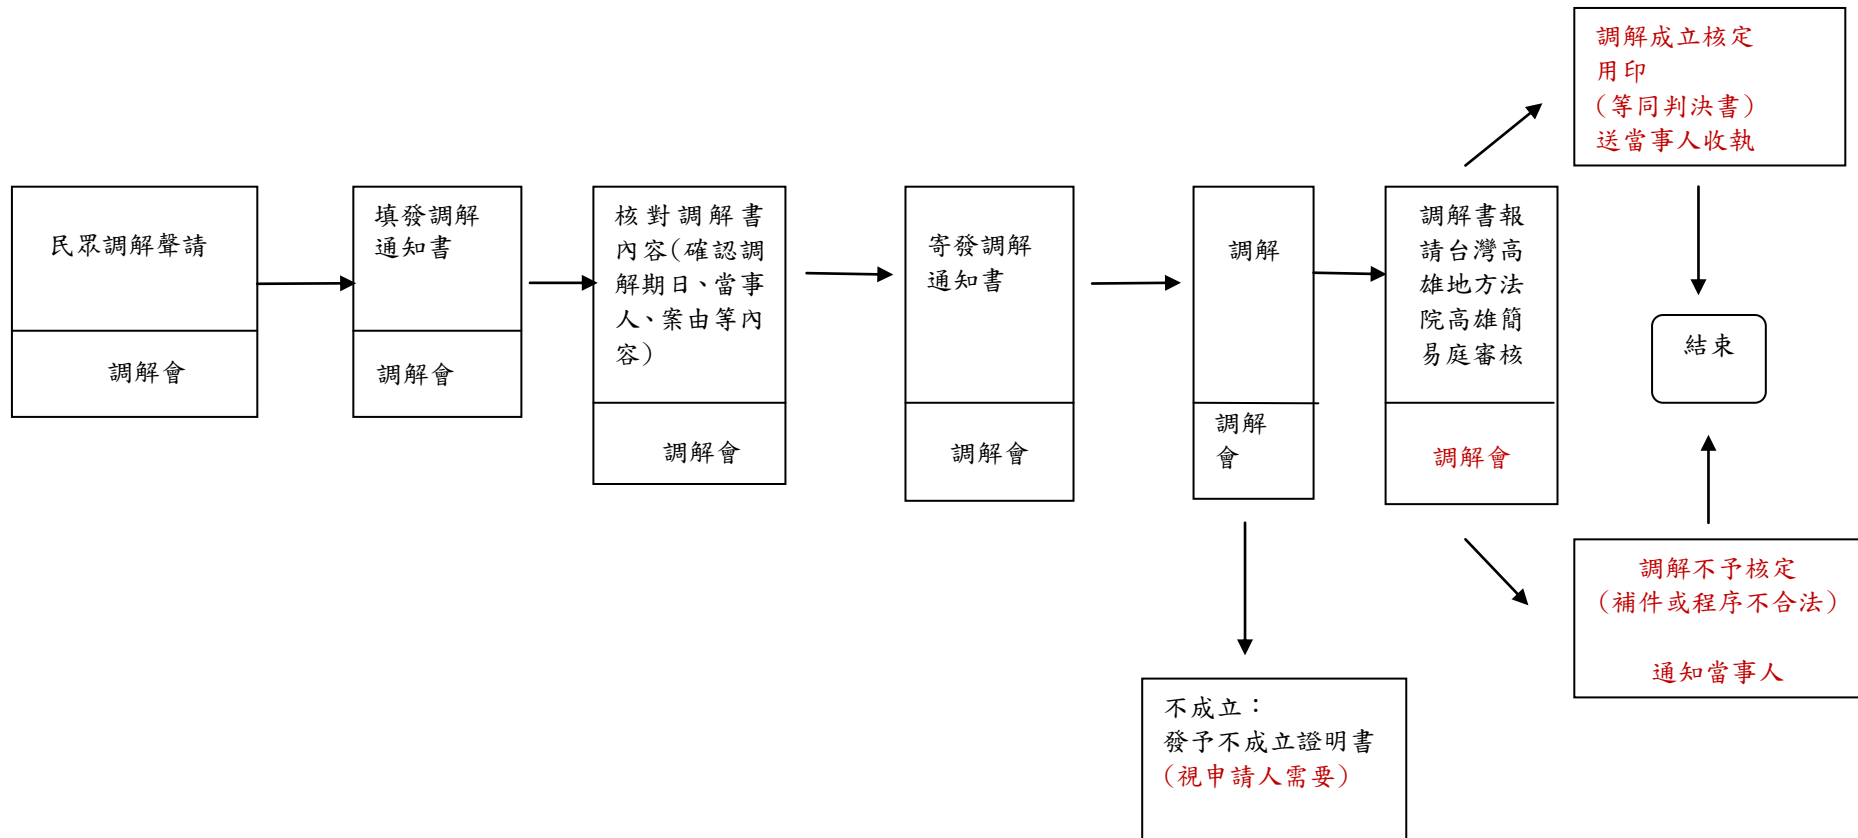 民眾調解聲請
調解會
填發調解
通知書
調解會
核對調解書
內容(確認調
解期日、當事
人、案由等內
容)
調解會
寄發調解
通知書
調解會
調解
調解
會
調解書報
請台灣高
雄地方法
院高雄簡
易庭審核
調解會
調解成立核定
用印
(等同判決書)
送當事人收執
結束
調解不予核定
(補件或程序不合法)
通知當事人
不成立：
發予不成立證明書
(視申請人需要)